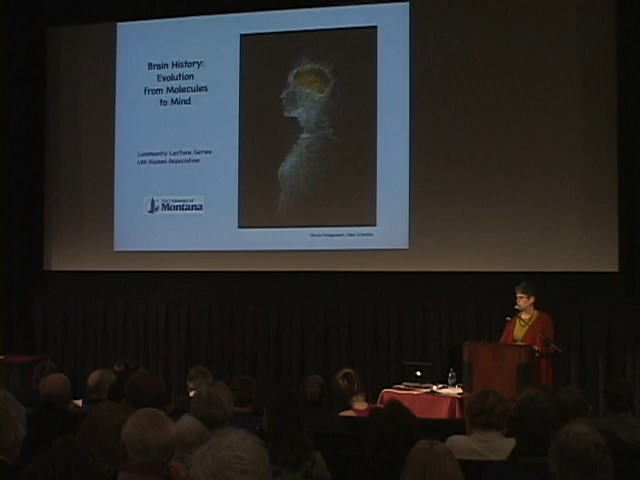 Brain History:
Evolution
from Molecules
to Mind
Community Lecture Series
UM Alumni Association
The University of
Montana